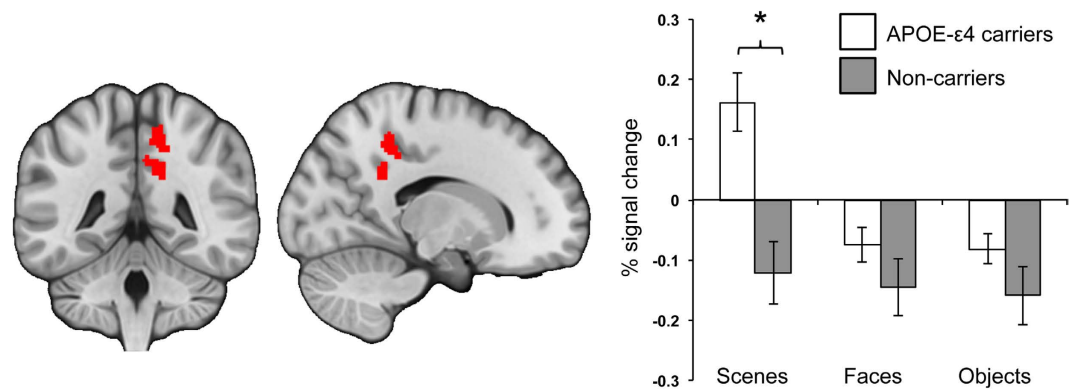 0.3
0.2
0.1
0
-0.1
-0.2
-0.3
% signal change
*
APOE-ε4 carriers
Non-carriers
Scenes
Faces
Objects